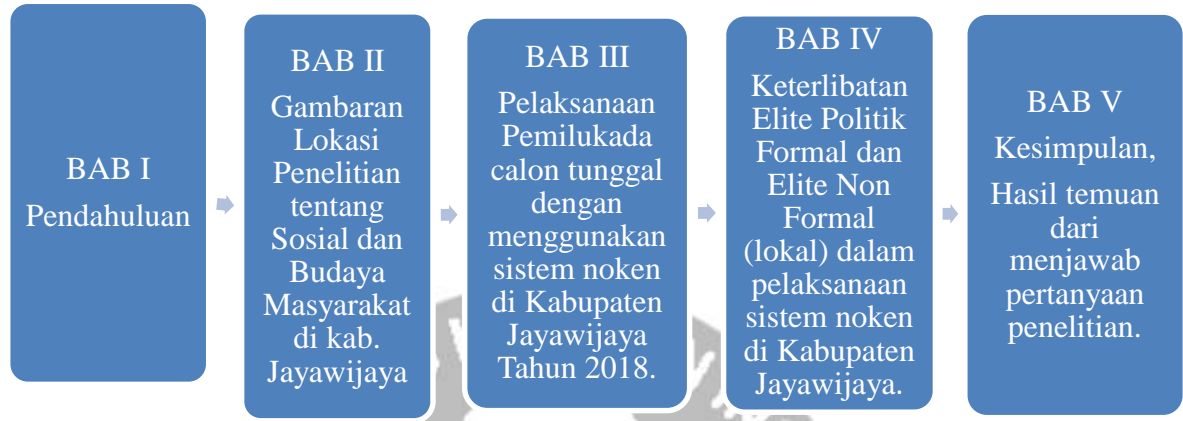 BAB I
Pendahuluan
BAB II
Gambaran
Lokasi
Penelitian
tentang
Sosial dan
Budaya
Masyarakat
di kab.
Jayawijaya
BAB III
Pelaksanaan
Pemilukada
calon tunggal
dengan
menggunakan
sistem noken
di Kabupaten
Jayawijaya
Tahun 2018.
BAB IV
Keterlibatan
Elite Politik
Formal dan
Elite Non
Formal
(lokal) dalam
pelaksanaan
sistem noken
di Kabupaten
Jayawijaya.
BAB V
Kesimpulan,
Hasil temuan
dari
menjawab
pertanyaan
penelitian.